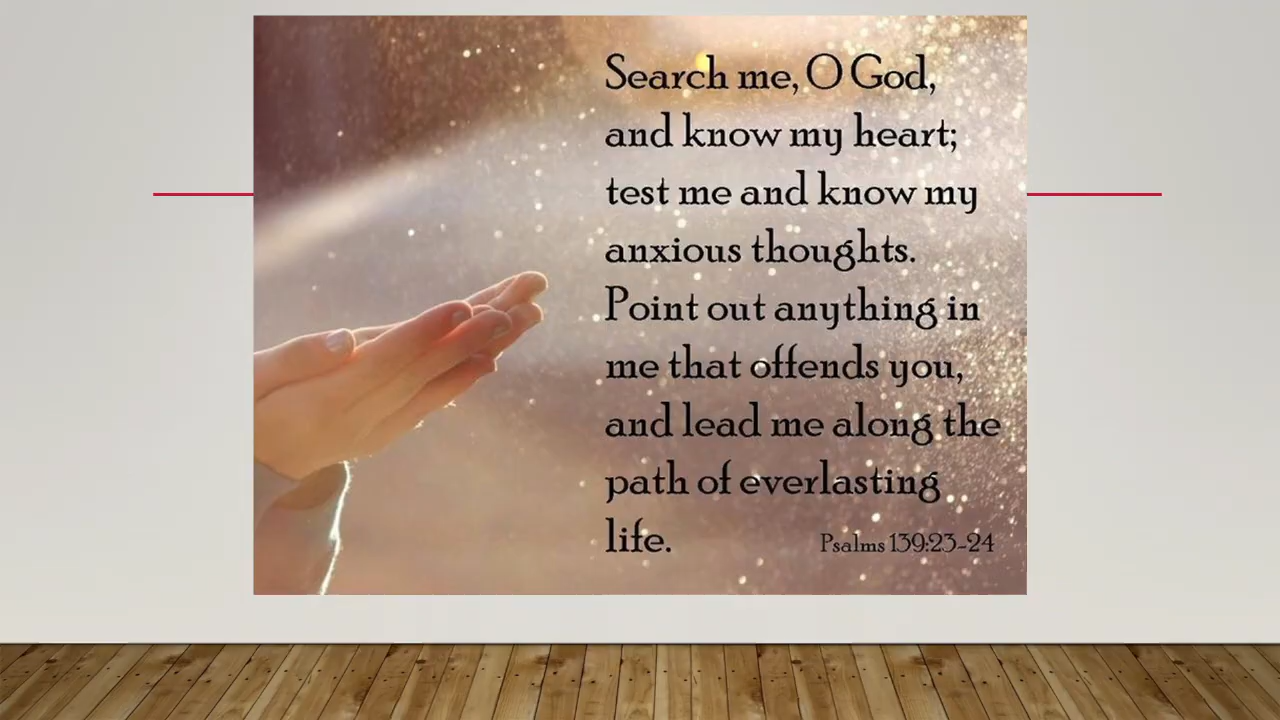 Search me, O God,
and know my heart;
test me and know my
anxious thoughts.
Point out anything in
me that offends you,
and lead me along the
path of everlasting
life.
Psalms 139:23-24